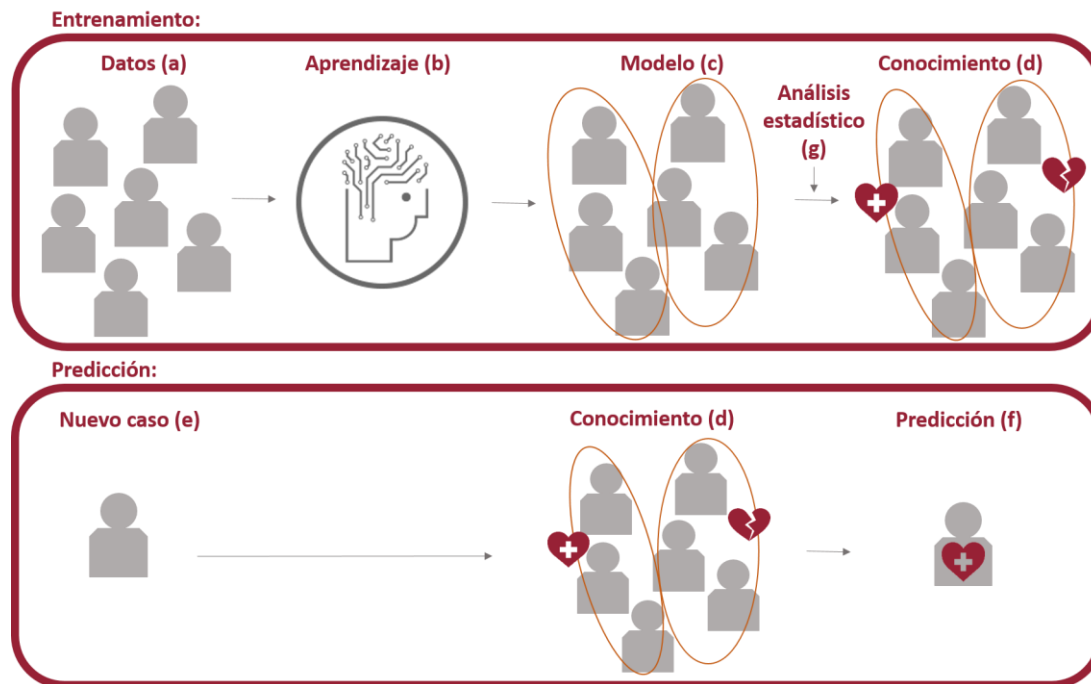 Entrenamiento:
Datos (a)
Aprendizaje (b)
Modelo (c)
Análisis
estadístico
(g)
Conocimiento (d)
Predicción:
Nuevo caso (e)
Conocimiento (d)
Predicción (f)